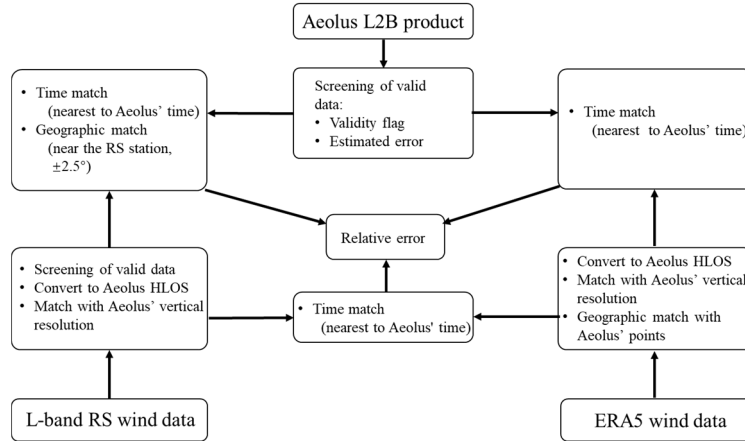 Aeolus L2B product
• Time match
(nearest to Aeolus’ time)
• Geographic match
(near the RS station,
±2.5°)
Screening of valid
data:
• Validity flag
• Estimated error
• Time match
(nearest to Aeolus’ time)
Relative error
• Screening of valid data
• Convert to Aeolus HLOS
• Match with Aeolus’ vertical
resolution
• Time match
(nearest to Aeolus' time)
• Convert to Aeolus HLOS
• Match with Aeolus’ vertical
resolution
• Geographic match with
Aeolus’ points
L-band RS wind data
ERA5 wind data